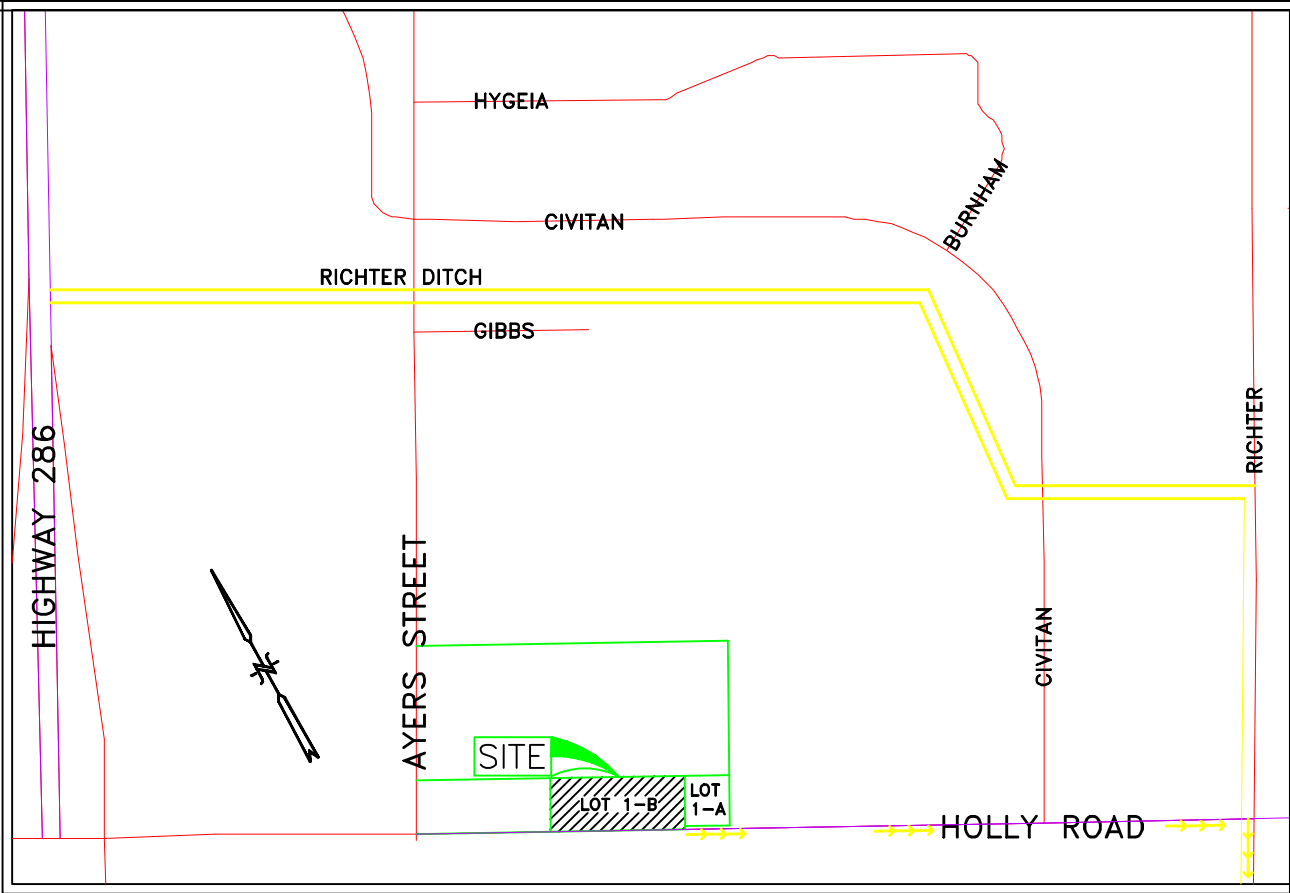 HYGEIA
BURNHAM
CIVITAN
RICHTER DITCH
GIBBS
RICHTER
HIGHWAY 286
AYERS STREET
N
CIVITAN
SITE
LOT 1-B
LOT
1-A
HOLLY ROAD